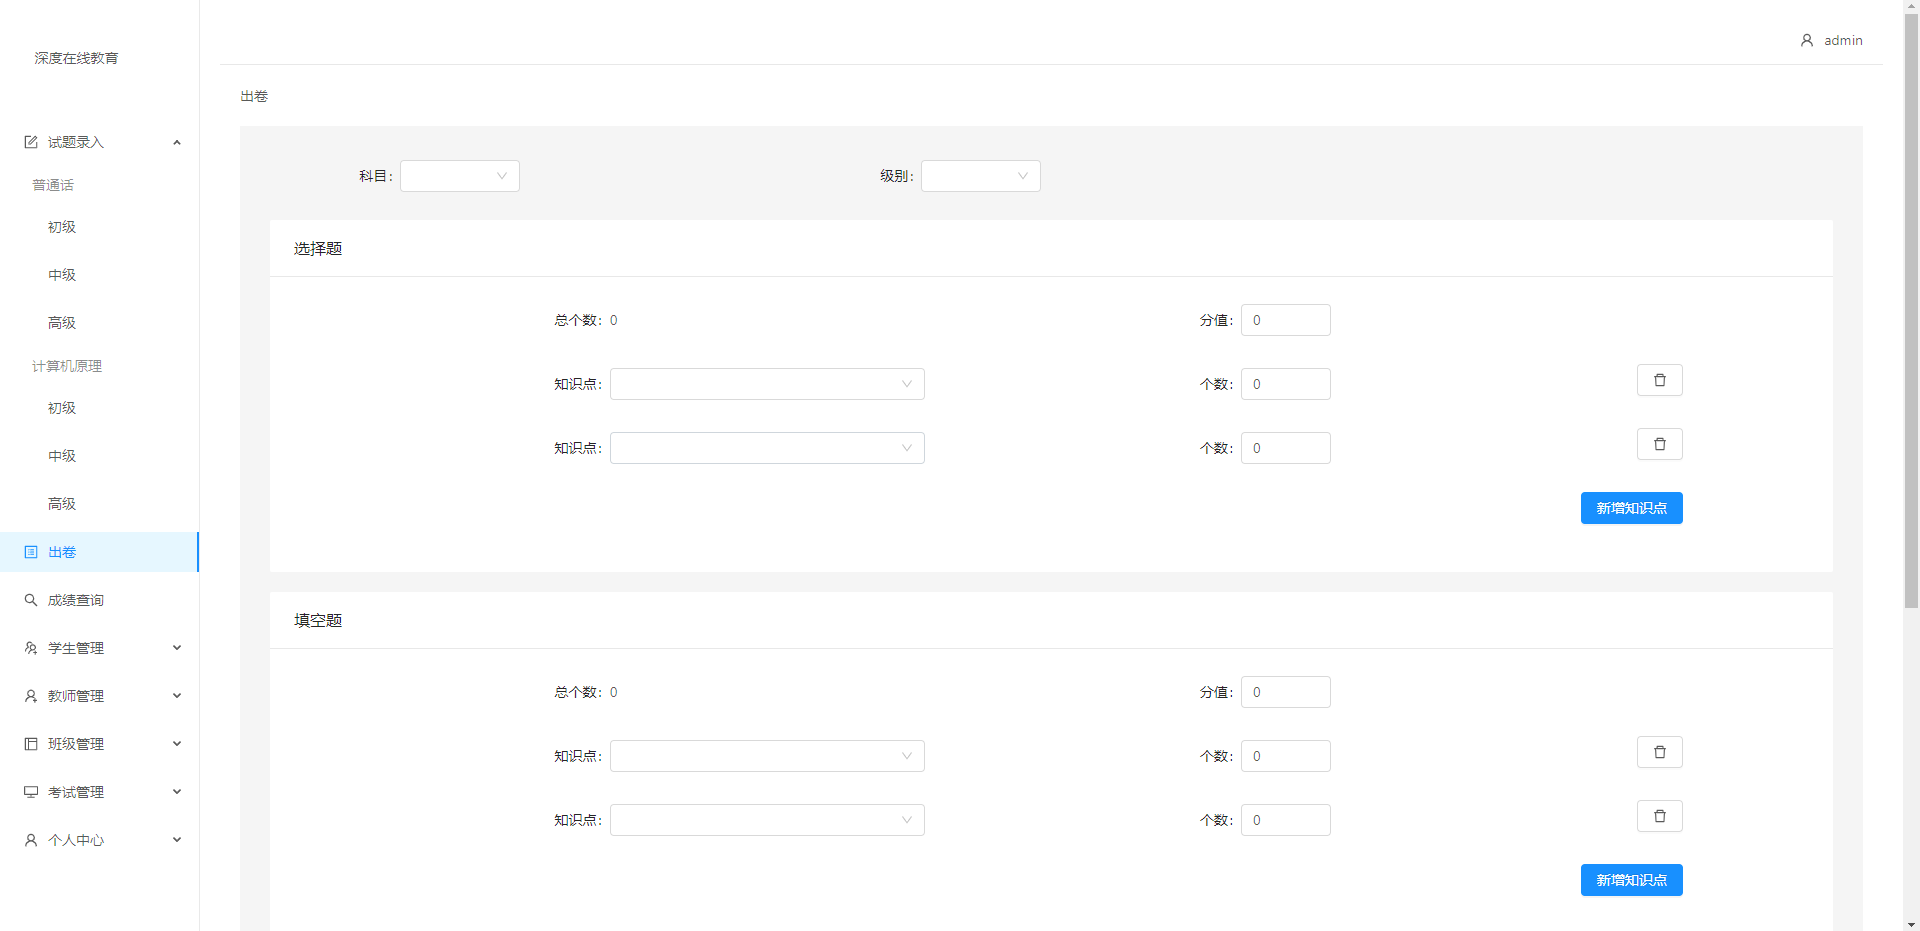 深度在线教育
admin
试题录入
普通话
初级
中级
高级
计算机原理
初级
中级
高级
出卷
成绩查询
学生管理
教师管理
班级管理
考试管理
个人中心
出卷
科目: 级别:
选择题
总个数: 0 分值: 0
知识点: 个数: 0
知识点: 个数: 0
新增知识点
填空题
总个数: 0 分值: 0
知识点: 个数: 0
知识点: 个数: 0
新增知识点